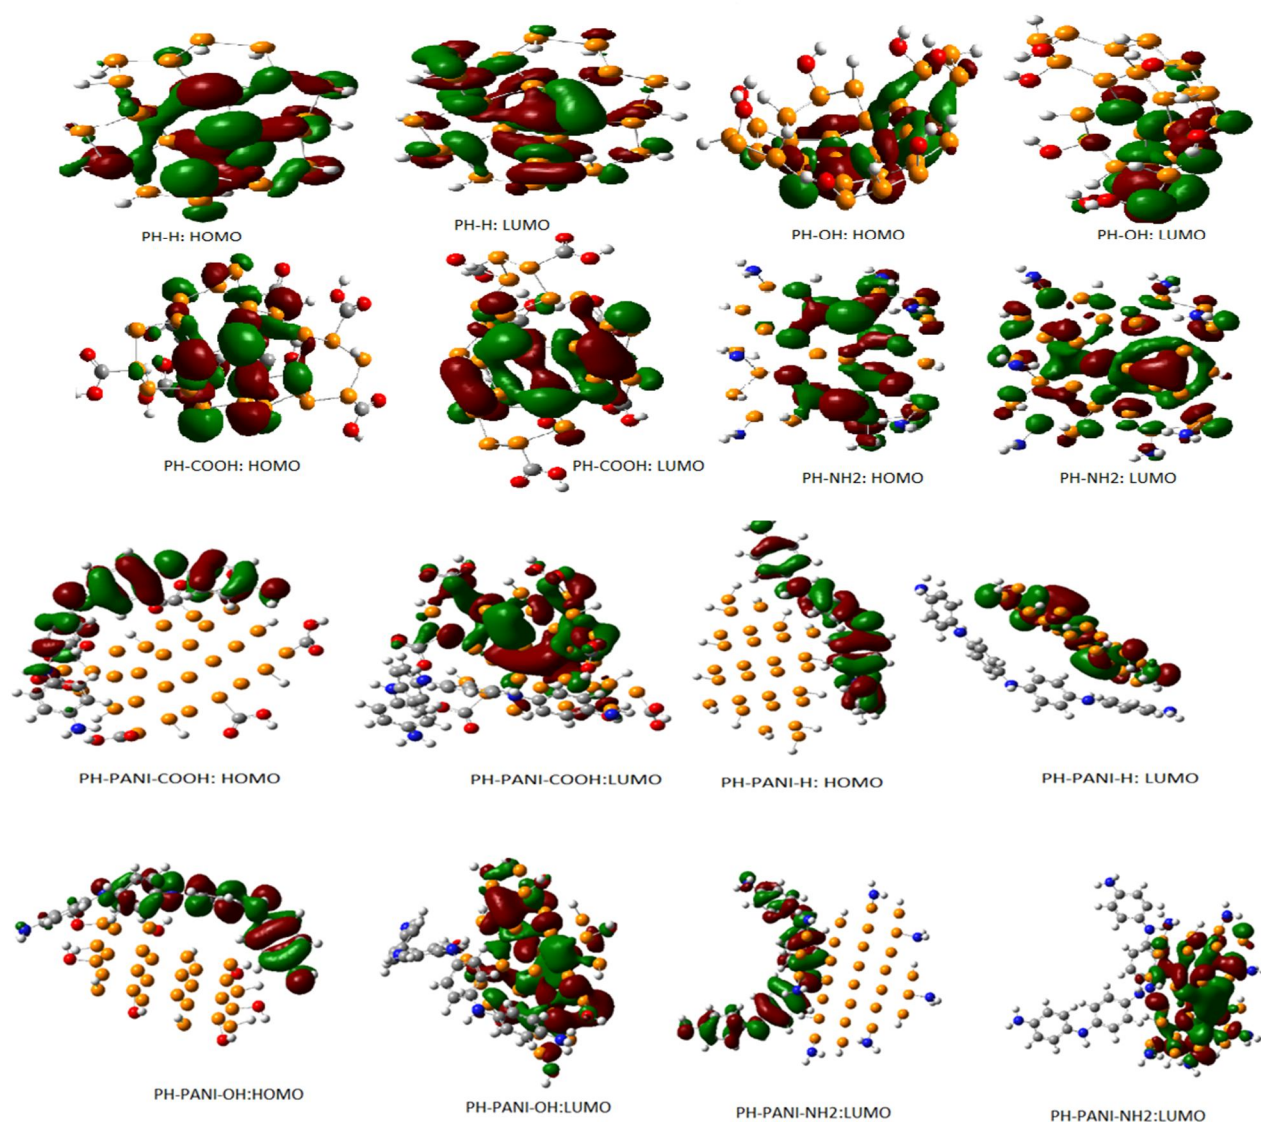 PH-H: HOMO
PH-H: LUMO
PH-OH: HOMO
PH-OH: LUMO
PH-COOH: HOMO
PH-COOH: LUMO
PH-NH2: HOMO
PH-NH2: LUMO
PH-PANI-COOH: HOMO
PH-PANI-COOH:LUMO
PH-PANI-H: HOMO
PH-PANI-H: LUMO
PH-PANI-OH:HOMO
PH-PANI-OH:LUMO
PH-PANI-NH2:LUMO
PH-PANI-NH2:LUMO